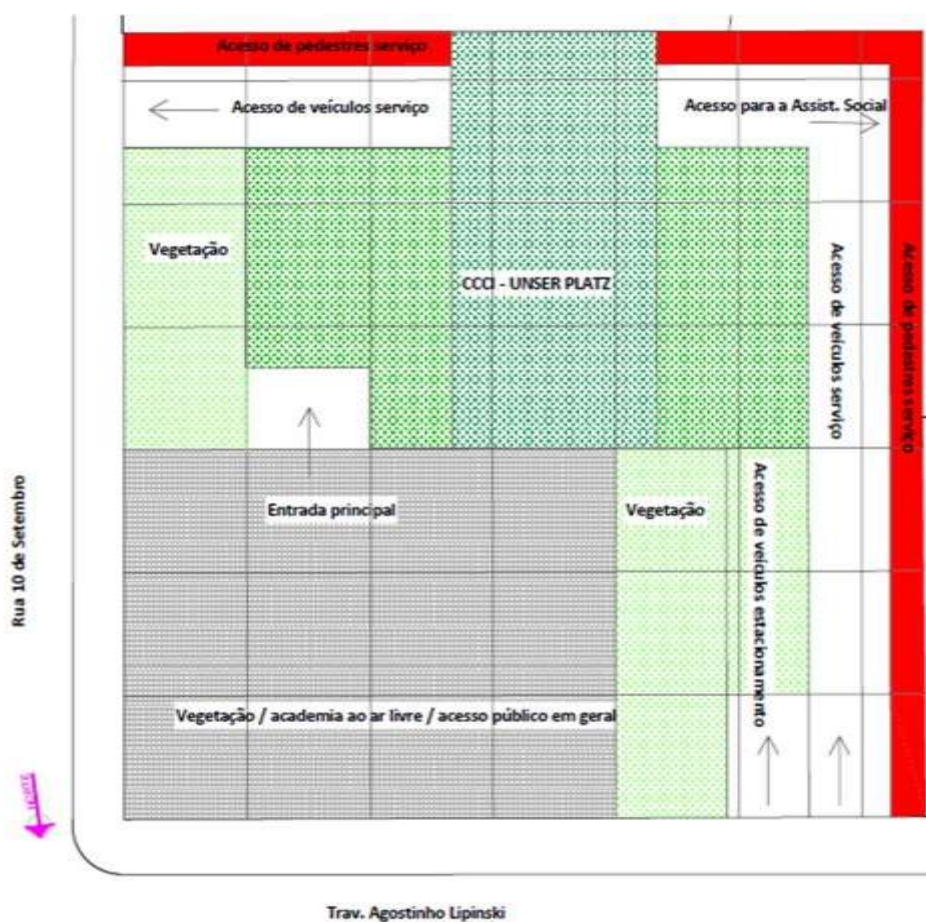 Acesso de pedestres serviço
Acesso de veículos serviço
Acesso para a Assist. Social
Vegetação
CCCI - UNSER PLATZ
Acesso de veículos serviço
Acesso de pedestres serviço
Entrada principal
Vegetação
Acesso de veículos estacionamento
Rua 10 de Setembro
Vegetação / academia ao ar livre / acesso público em geral
NORTE
Trav. Agostinho Lipinski